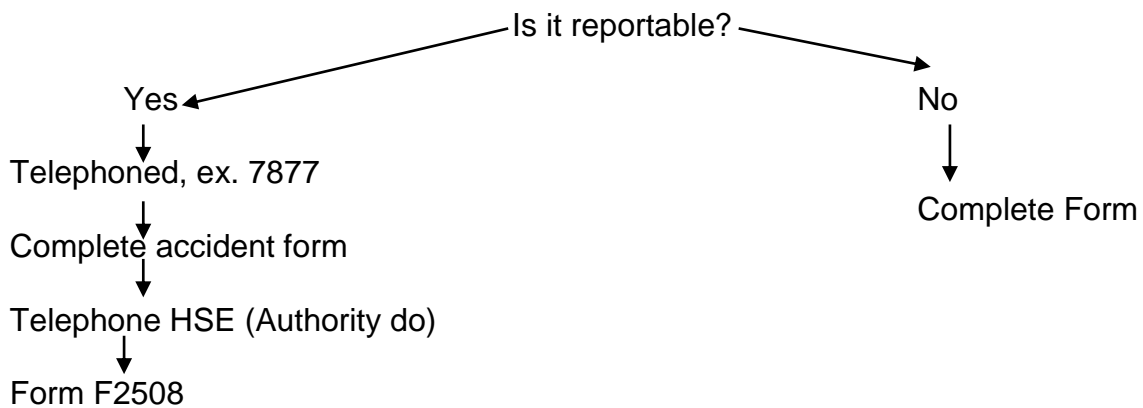 Is it reportable?
Yes
No
Telephoned, ex. 7877
Complete Form
Complete accident form
Telephone HSE (Authority do)
Form F2508